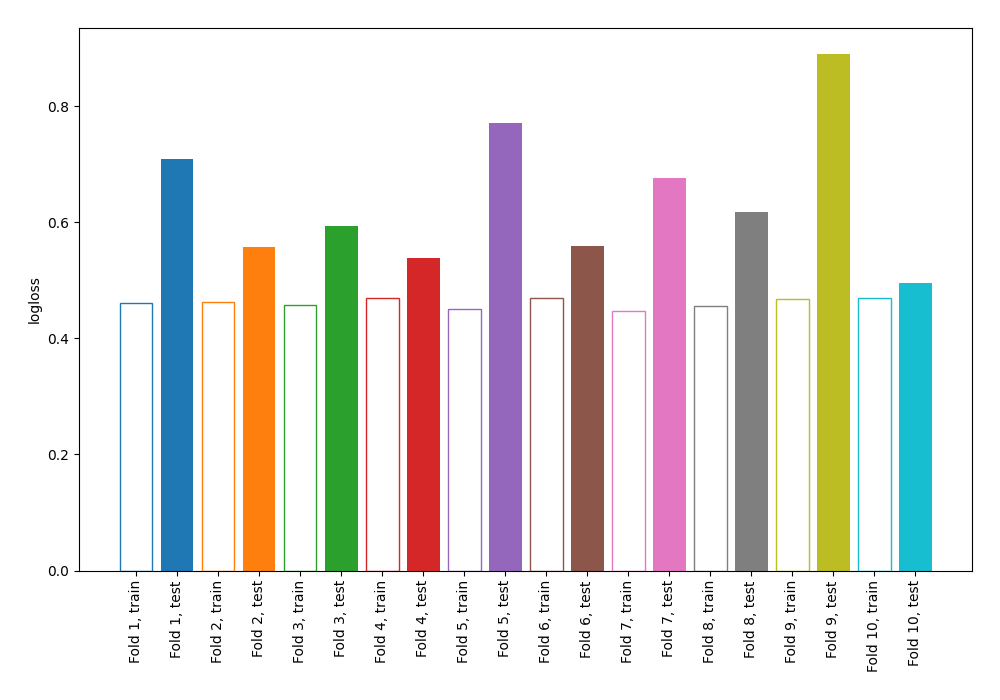 logloss
0.8
0.6
0.4
0.2
0.0
Fold 1, train
Fold 1, test
Fold 2, train
Fold 2, test
Fold 3, train
Fold 3, test
Fold 4, train
Fold 4, test
Fold 5, train
Fold 5, test
Fold 6, train
Fold 6, test
Fold 7, train
Fold 7, test
Fold 8, train
Fold 8, test
Fold 9, train
Fold 9, test
Fold 10, train
Fold 10, test